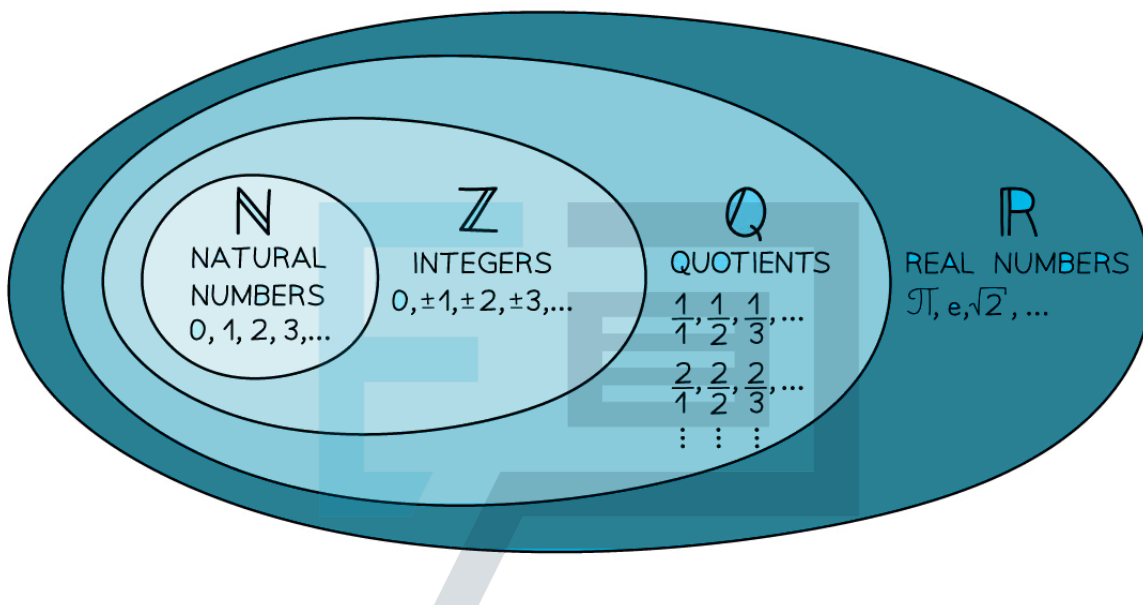 ℕ
NATURAL
NUMBERS
0, 1, 2, 3,...
ℤ
INTEGERS
0,±1,±2,±3,...
ℚ
QUOTIENTS
1/1, 1/2, 1/3,...
2/1, 2/2, 2/3,...
⋮ ⋮ ⋮
ℝ
REAL NUMBERS
π, e,√2, ...